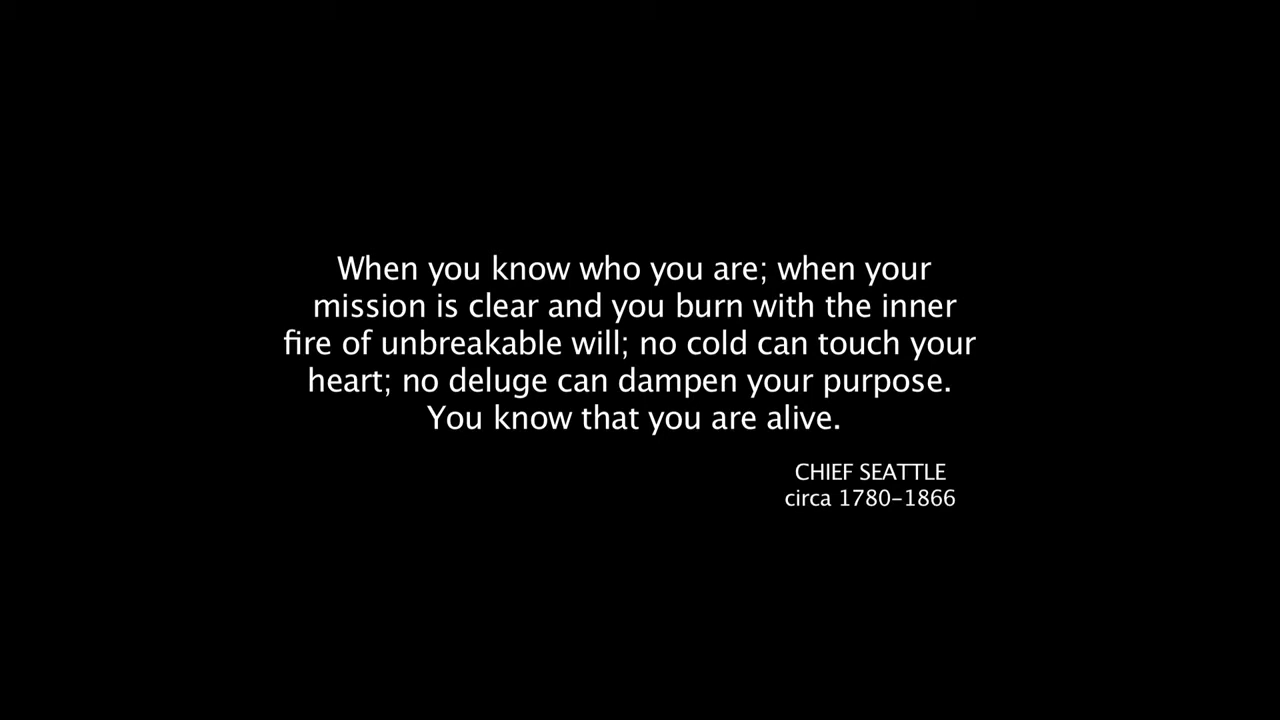 When you know who you are; when your
mission is clear and you burn with the inner
fire of unbreakable will; no cold can touch your
heart; no deluge can dampen your purpose.
You know that you are alive.
CHIEF SEATTLE
circa 1780–1866